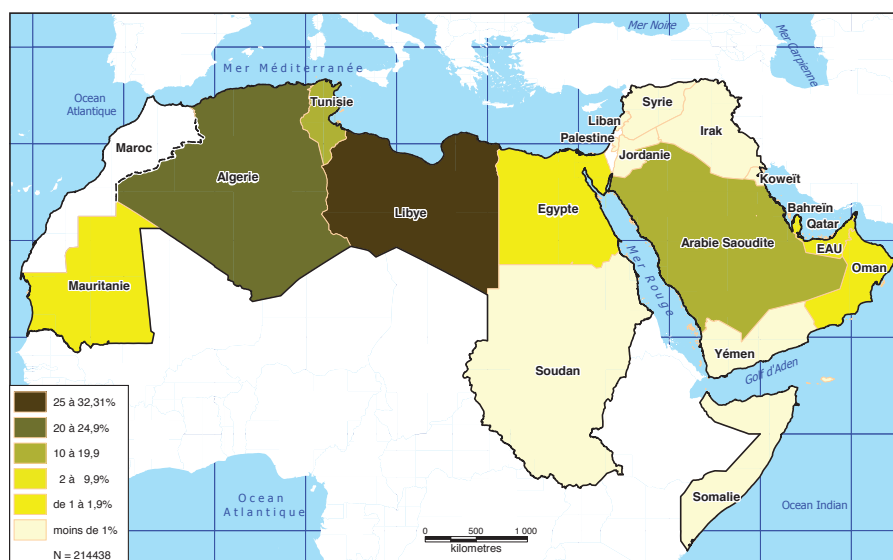 Mer Noire
Mer Carpienne
Mer Méditerranée
Ocean
Atlantique
Tunisie
Maroc
Algerie
Libye
Egypte
Mauritanie
Soudan
Somalie
Syrie
Liban
Palestine
Irak
Jordanie
Koweït
Bahreïn
Qatar
EAU
Oman
Arabie Saoudite
Yémen
Mer Rouge
Golf d'Aden
Ocean Indian
Ocean
Atlantique
25 à 32,31%
20 à 24,9%
10 à 19,9
2 à 9,9%
de 1 à 1,9%
moins de 1%
N = 214438
0 500 1 000
kilometres